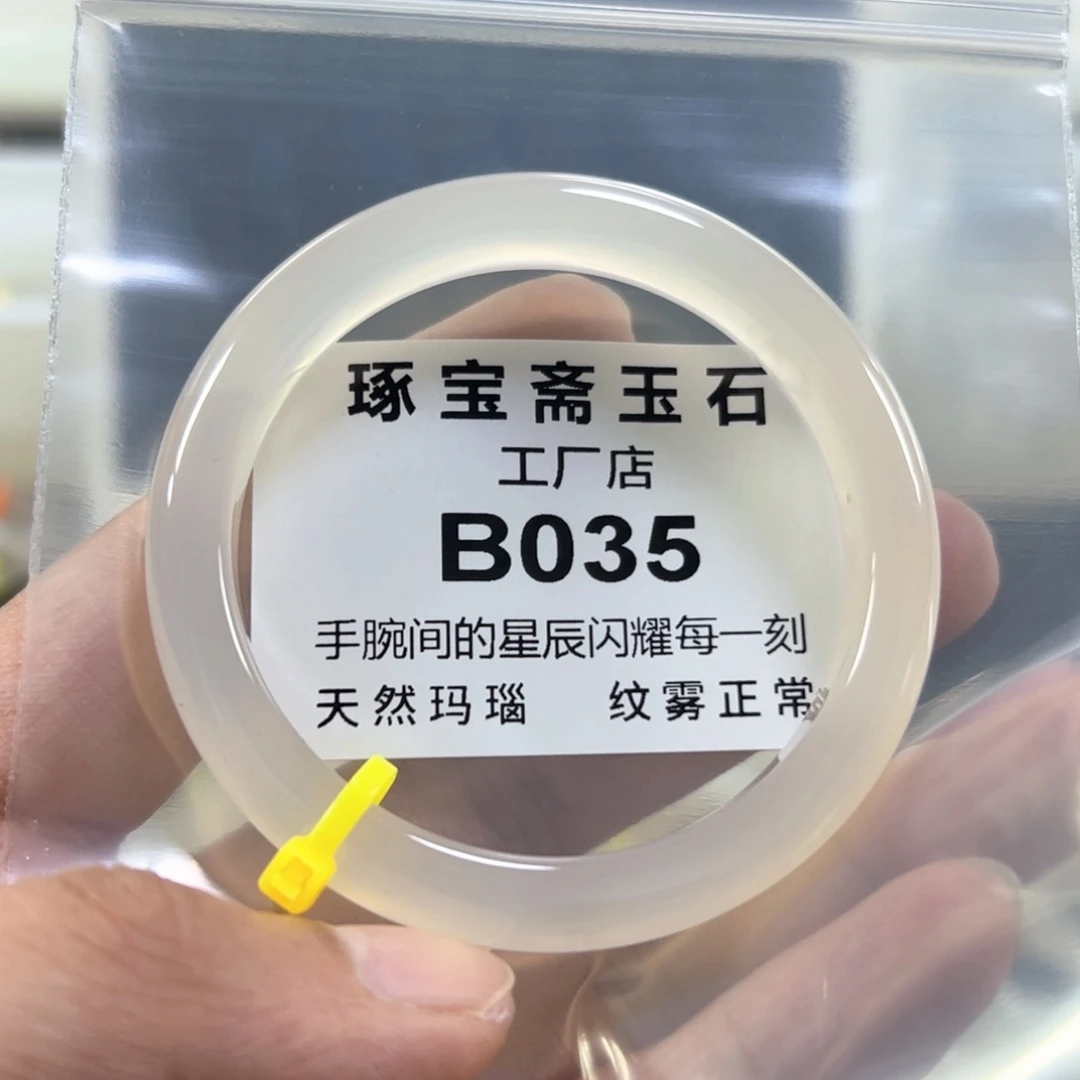 琢宝斋玉石
工厂店
B035
手腕间的星辰闪耀每一刻
天然玛瑙 纹雾正常